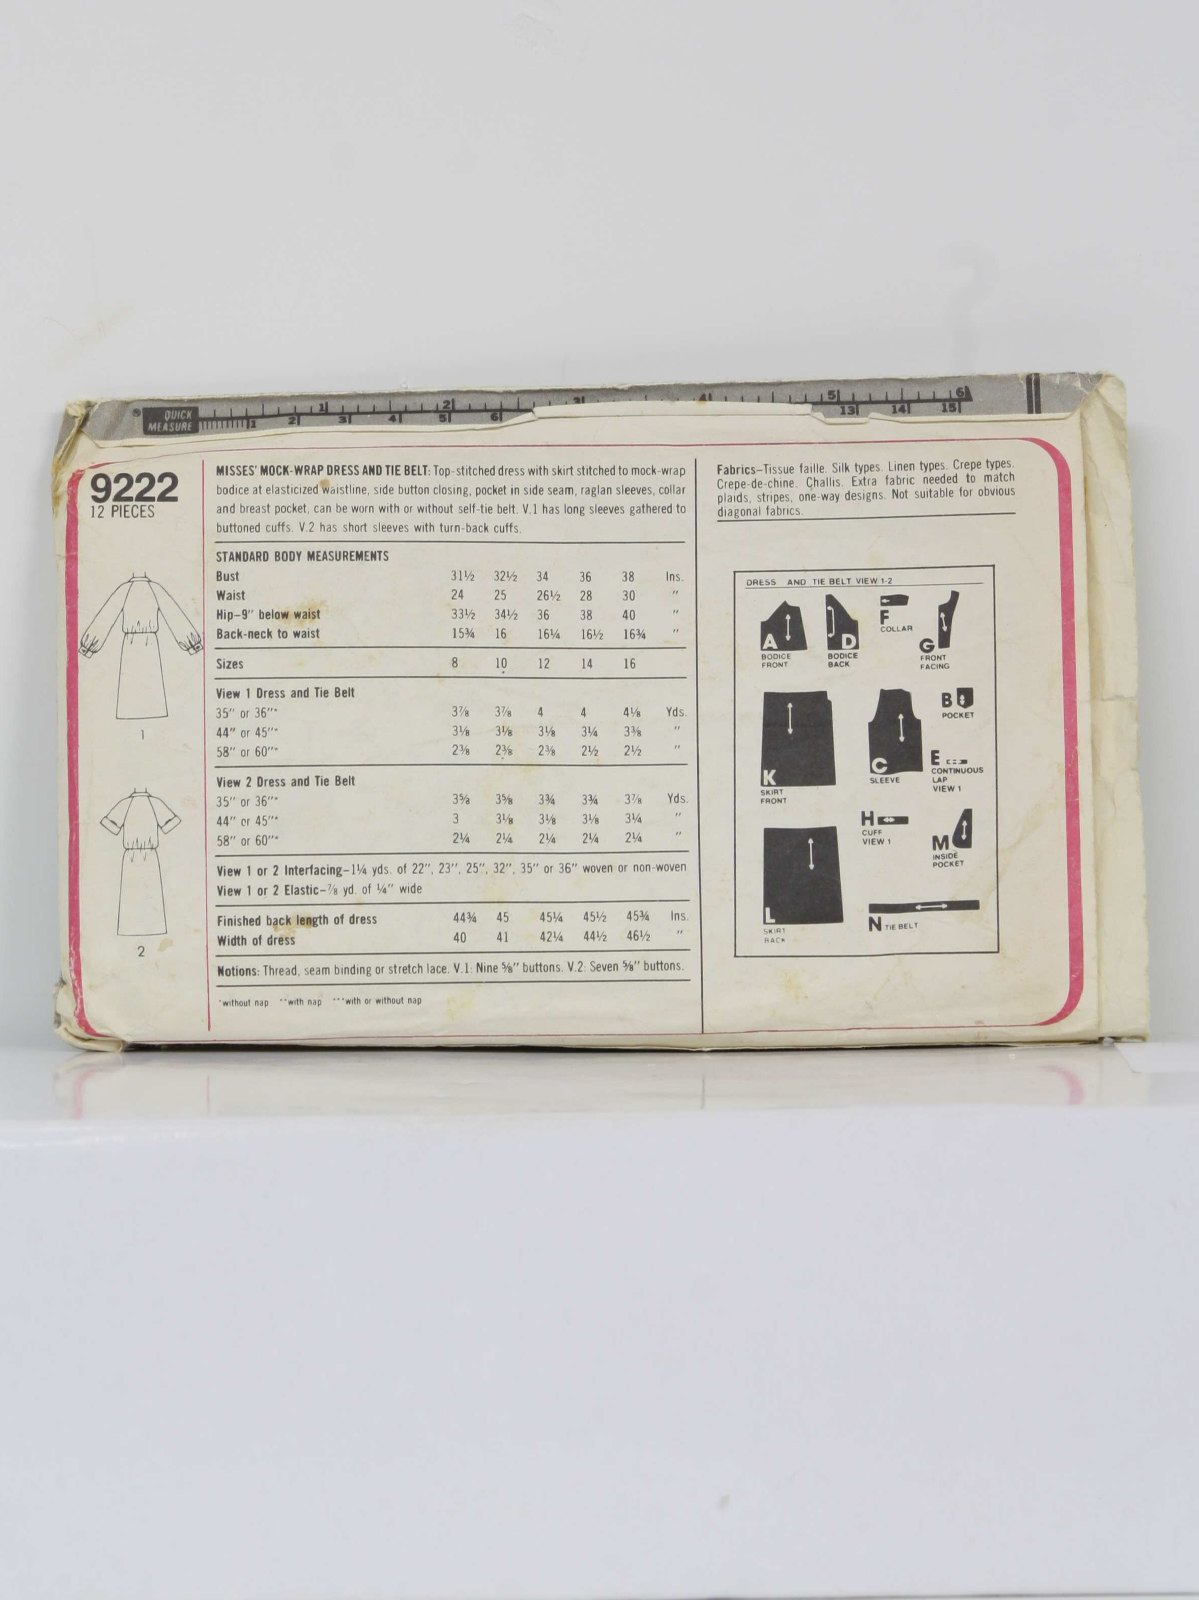 QUICK MEASURE
1 2 3 4 5 6
1 2 3 4 5 6 13 14 15
9222
12 PIECES
1
2
MISSES' MOCK-WRAP DRESS AND TIE BELT: Top-stitched dress with skirt stitched to mock-wrap
bodice at elasticized waistline, side button closing, pocket in side seam, raglan sleeves, collar
and breast pocket, can be worn with or without self-tie belt. V.1 has long sleeves gathered to
buttoned cuffs. V.2 has short sleeves with turn-back cuffs.
STANDARD BODY MEASUREMENTS
Bust 31½ 32½ 34 36 38 Ins.
Waist 24 25 26½ 28 30 "
Hip–9" below waist 33½ 34½ 36 38 40 "
Back-neck to waist 15¾ 16 16¼ 16½ 16¾ "
Sizes 8 10 12 14 16
View 1 Dress and Tie Belt
35" or 36"* 3⅞ 3⅞ 4 4 4⅛ Yds.
44" or 45"* 3⅛ 3⅛ 3⅛ 3¼ 3⅜ "
58" or 60"* 2⅜ 2⅜ 2⅜ 2½ 2½ "
View 2 Dress and Tie Belt
35" or 36"* 3⅝ 3⅝ 3¾ 3¾ 3⅞ Yds.
44" or 45"* 3 3⅛ 3⅛ 3⅛ 3¼ "
58" or 60"* 2¼ 2¼ 2¼ 2¼ 2¼ "
View 1 or 2 Interfacing–1¼ yds. of 22", 23", 25", 32", 35" or 36" woven or non-woven
View 1 or 2 Elastic–⅞ yd. of ¼" wide
Finished back length of dress 44¾ 45 45¼ 45½ 45¾ Ins.
Width of dress 40 41 42¼ 44½ 46½ "
Notions: Thread, seam binding or stretch lace. V.1: Nine ⅝" buttons. V.2: Seven ⅝" buttons.
*without nap **with nap ***with or without nap
Fabrics–Tissue faille. Silk types. Linen types. Crepe types.
Crepe-de-chine. Challis. Extra fabric needed to match
plaids, stripes, one-way designs. Not suitable for obvious
diagonal fabrics.
DRESS AND TIE BELT VIEW 1-2
A
BODICE
FRONT
D
BODICE
BACK
F
COLLAR
G
FRONT
FACING
K
SKIRT
FRONT
C
SLEEVE
B
POCKET
E
CONTINUOUS
LAP
VIEW 1
H
CUFF
VIEW 1
M
INSIDE
POCKET
L
SKIRT
BACK
N TIE BELT